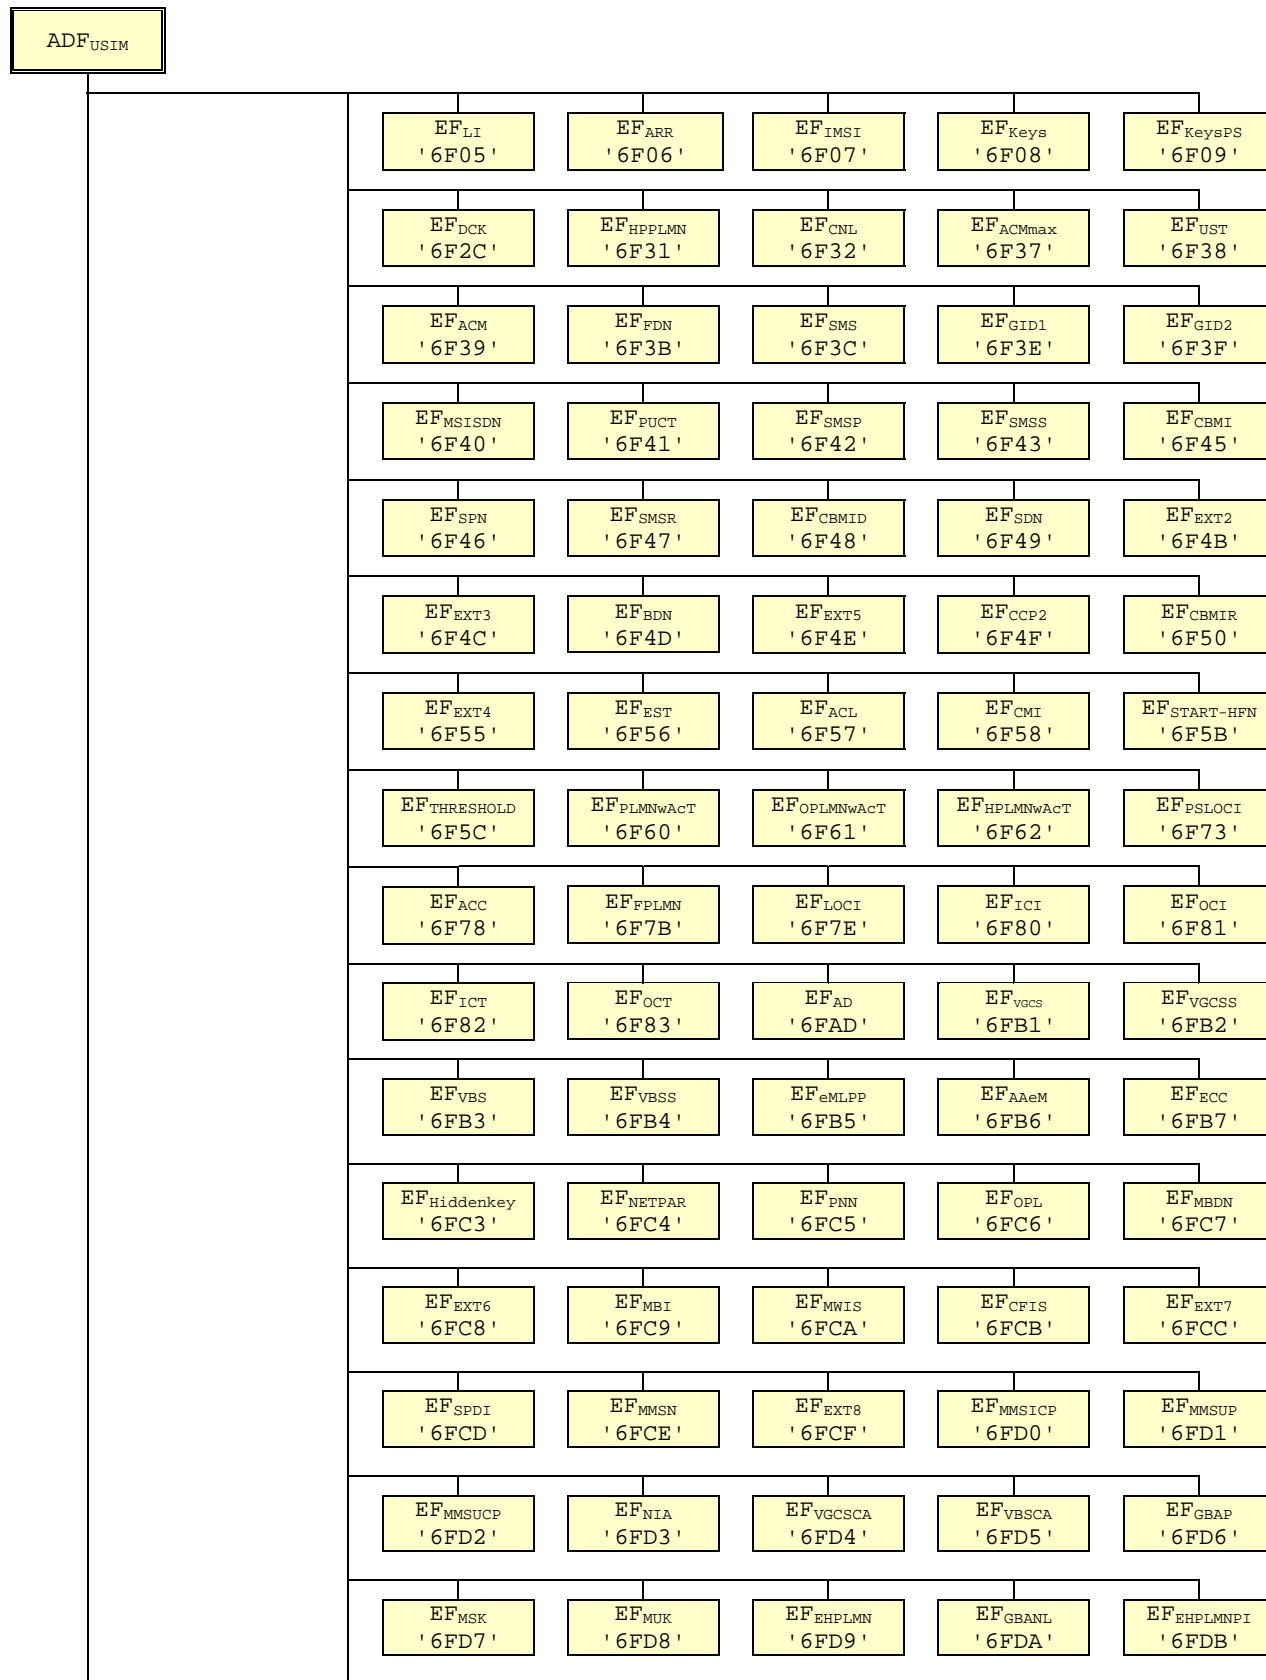 ADFUSIM
EFLI EFARR EFIMSI EFKeys EFKeysPS
'6F05' '6F06' '6F07' '6F08' '6F09'
EFDCK EFHPPLMN EFCNL EFACMmax EFUST
'6F2C' '6F31' '6F32' '6F37' '6F38'
EFACM EFFDN EFSMS EFGID1 EFGID2
'6F39' '6F3B' '6F3C' '6F3E' '6F3F'
EFMSISDN EFPUCT EFSMSP EFSMSS EFCBMI
'6F40' '6F41' '6F42' '6F43' '6F45'
EFSPN EFSMSR EFCBMID EFSDN EFEXT2
'6F46' '6F47' '6F48' '6F49' '6F4B'
EFEXT3 EFBDN EFEXT5 EFCCP2 EFCBMIR
'6F4C' '6F4D' '6F4E' '6F4F' '6F50'
EFEXT4 EFEST EFACL EFCMI EFSTART-HFN
'6F55' '6F56' '6F57' '6F58' '6F5B'
EFTHRESHOLD EFPLMNwAcT EFOPLMNwAcT EFHPLMNwAcT EFPSLOCI
'6F5C' '6F60' '6F61' '6F62' '6F73'
EFACC EFFPLMN EFLOCI EFICI EFOCI
'6F78' '6F7B' '6F7E' '6F80' '6F81'
EFICT EFOCT EFAD EFVGCS EFVGCSS
'6F82' '6F83' '6FAD' '6FB1' '6FB2'
EFVBS EFVBSS EFeMLPP EFAAeM EFECC
'6FB3' '6FB4' '6FB5' '6FB6' '6FB7'
EFHiddenkey EFNETPAR EFPNN EFOPL EFMBDN
'6FC3' '6FC4' '6FC5' '6FC6' '6FC7'
EFEXT6 EFMBI EFMWIS EFCFIS EFEXT7
'6FC8' '6FC9' '6FCA' '6FCB' '6FCC'
EFSPDI EFMMSN EFEXT8 EFMMSICP EFMMSUP
'6FCD' '6FCE' '6FCF' '6FD0' '6FD1'
EFMMSUCP EFNIA EFVGCSCA EFVBSCA EFGBAP
'6FD2' '6FD3' '6FD4' '6FD5' '6FD6'
EFMSK EFMUK EFEHPLMN EFGBANL EFEHPLMNPI
'6FD7' '6FD8' '6FD9' '6FDA' '6FDB'